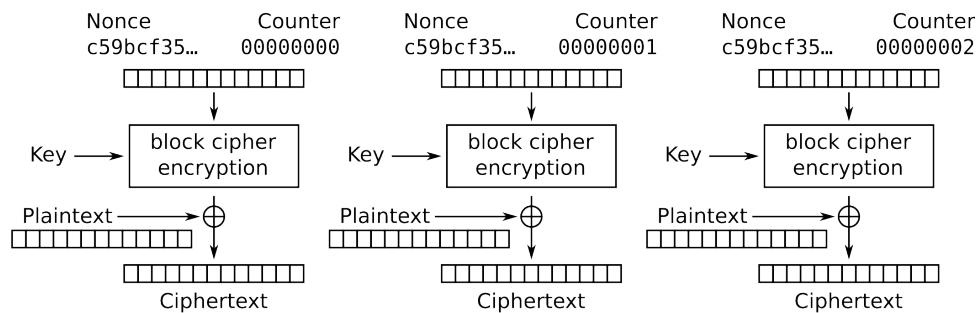 Nonce Counter Nonce Counter Nonce Counter
c59bcf35… 00000000 c59bcf35… 00000001 c59bcf35… 00000002
block cipher block cipher block cipher
Key encryption Key encryption Key encryption
Plaintext Plaintext Plaintext
Ciphertext Ciphertext Ciphertext